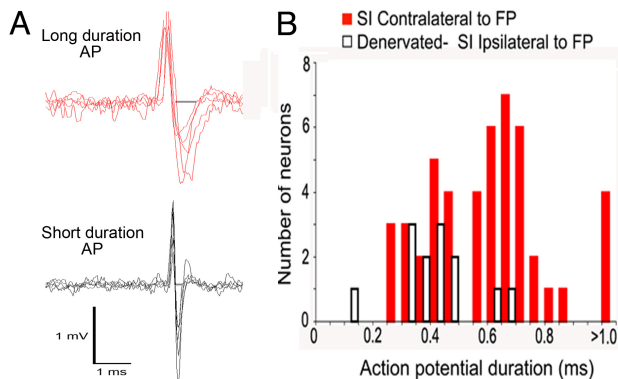 A
Long duration
AP
Short duration
AP
1 mV
1 ms
B
SI Contralateral to FP
Denervated- SI Ipsilateral to FP
Number of neurons
8
6
4
2
0
0 0.2 0.4 0.6 0.8 >1.0
Action potential duration (ms)